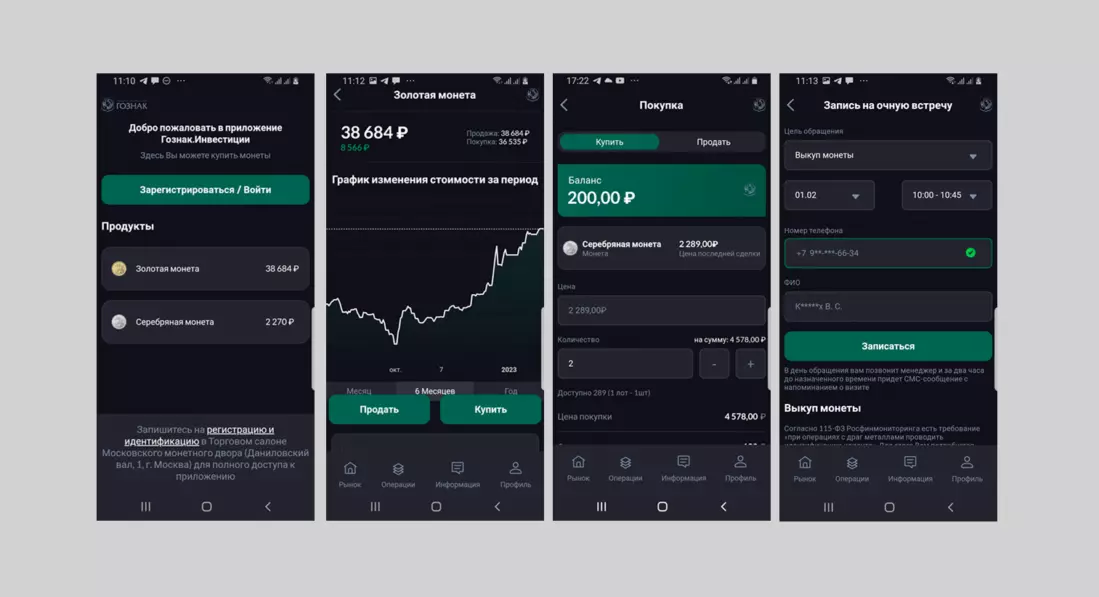 11:10
ГОЗНАК
Добро пожаловать в приложение
Гознак.Инвестиции
Здесь Вы можете купить монеты
Зарегистрироваться / Войти
Продукты
Золотая монета 38 684 ₽
Серебряная монета 2 270 ₽
Запишитесь на регистрацию и
идентификацию в Торговом салоне
Московского монетного двора (Даниловский
вал, 1, г. Москва) для полного доступа к
приложению
11:12
Золотая монета
38 684 ₽
8 566 ₽
Продажа: 38 684 ₽
Покупка: 36 535 ₽
График изменения стоимости за период
окт. 7 2023
Месяц 6 Месяцев Год
Продать Купить
Рынок Операции Информация Профиль
17:22
Покупка
Купить Продать
Баланс
200,00 ₽
Серебряная монета 2 289,00₽
Монета Цена последней сделки
Цена
2 289,00₽
Количество на сумму: 4 578,00 ₽
2 - +
Доступно 289 (1 лот - 1шт)
Цена покупки 4 578,00 ₽
Рынок Операции Информация Профиль
11:13
Запись на очную встречу
Цель обращения
Выкуп монеты
01.02 10:00 - 10:45
Номер телефона
+7 9**-***-66-34
ФИО
К*****х В. С.
Записаться
В день обращения вам позвонит менеджер и за два часа
до назначенного времени придет СМС-сообщение с
напоминанием о визите
Выкуп монеты
Согласно 115-ФЗ Росфинмониторинга есть требование
«при операциях с драг металлами проводить
Рынок Операции Информация Профиль